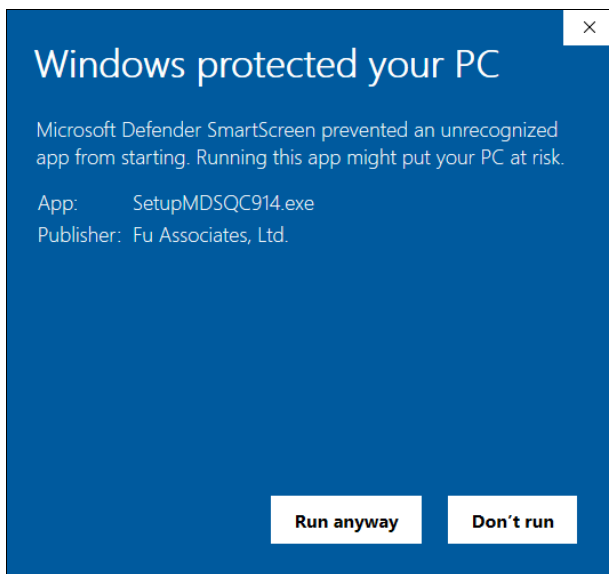 Windows protected your PC
Microsoft Defender SmartScreen prevented an unrecognized
app from starting. Running this app might put your PC at risk.
App: SetupMDSQC914.exe
Publisher: Fu Associates, Ltd.
Run anyway Don't run